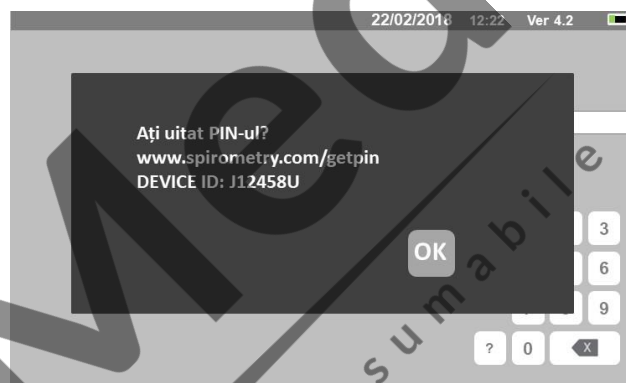 22/02/2018 12:22 Ver 4.2
Ați uitat PIN-ul?
www.spirometry.com/getpin
DEVICE ID: J12458U
OK
3
6
9
? 0 X